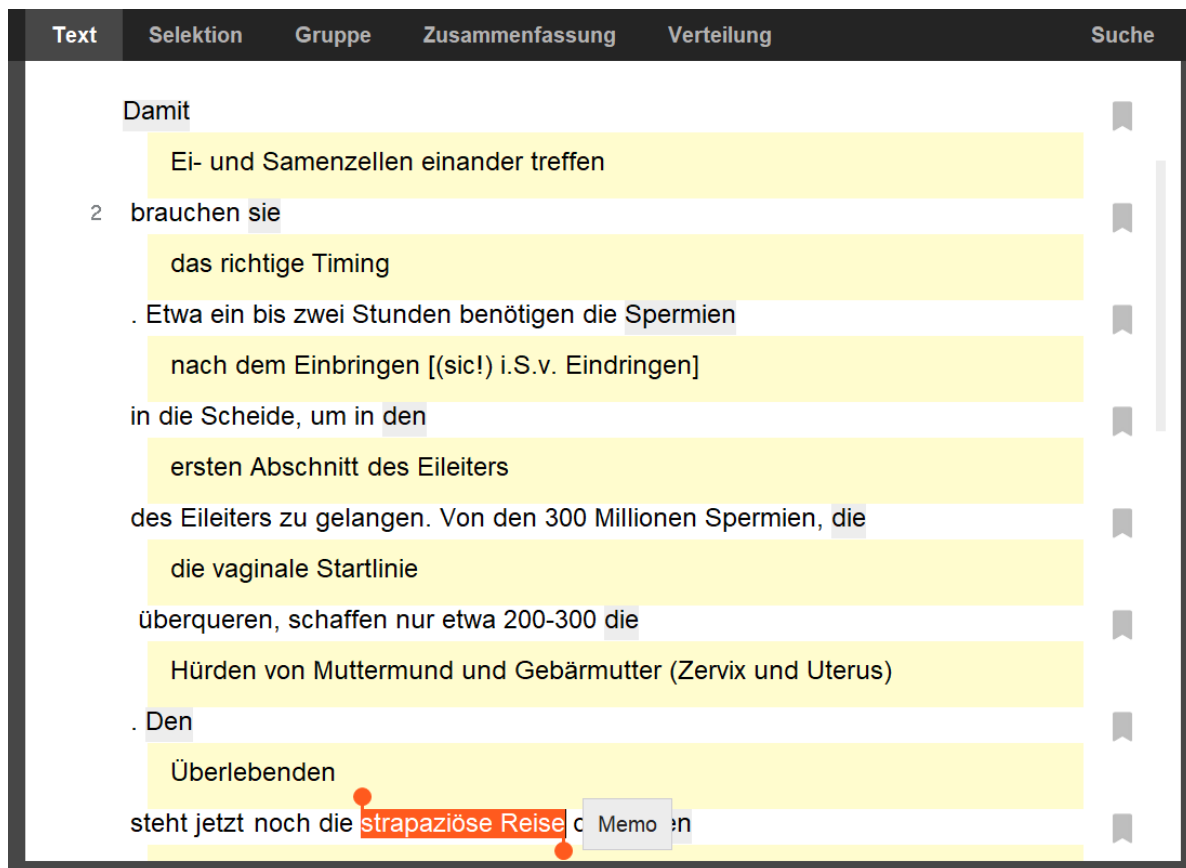 Text Selektion Gruppe Zusammenfassung Verteilung Suche
Damit
Ei- und Samenzellen einander treffen
2 brauchen sie
das richtige Timing
. Etwa ein bis zwei Stunden benötigen die Spermien
nach dem Einbringen [(sic!) i.S.v. Eindringen]
in die Scheide, um in den
ersten Abschnitt des Eileiters
des Eileiters zu gelangen. Von den 300 Millionen Spermien, die
die vaginale Startlinie
überqueren, schaffen nur etwa 200-300 die
Hürden von Muttermund und Gebärmutter (Zervix und Uterus)
. Den
Überlebenden
steht jetzt noch die strapaziöse Reise Memo